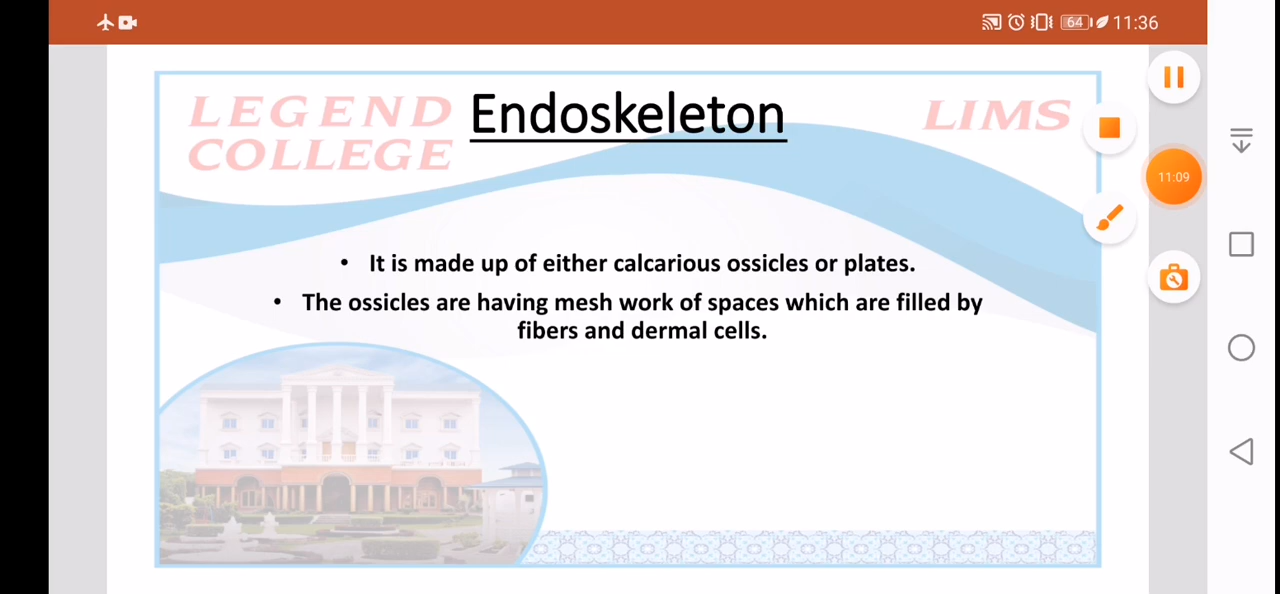 64 11:36
LEGEND
COLLEGE
Endoskeleton
LIMS
11:09
• It is made up of either calcarious ossicles or plates.
• The ossicles are having mesh work of spaces which are filled by
fibers and dermal cells.